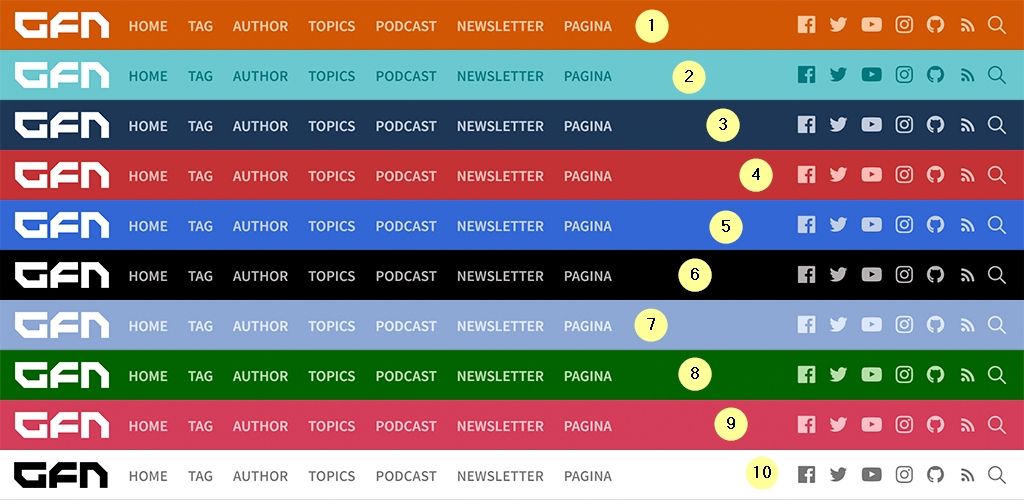 GFN HOME TAG AUTHOR TOPICS PODCAST NEWSLETTER PAGINA 1
GFN HOME TAG AUTHOR TOPICS PODCAST NEWSLETTER PAGINA 2
GFN HOME TAG AUTHOR TOPICS PODCAST NEWSLETTER PAGINA 3
GFN HOME TAG AUTHOR TOPICS PODCAST NEWSLETTER PAGINA 4
GFN HOME TAG AUTHOR TOPICS PODCAST NEWSLETTER PAGINA 5
GFN HOME TAG AUTHOR TOPICS PODCAST NEWSLETTER PAGINA 6
GFN HOME TAG AUTHOR TOPICS PODCAST NEWSLETTER PAGINA 7
GFN HOME TAG AUTHOR TOPICS PODCAST NEWSLETTER PAGINA 8
GFN HOME TAG AUTHOR TOPICS PODCAST NEWSLETTER PAGINA 9
GFN HOME TAG AUTHOR TOPICS PODCAST NEWSLETTER PAGINA 10